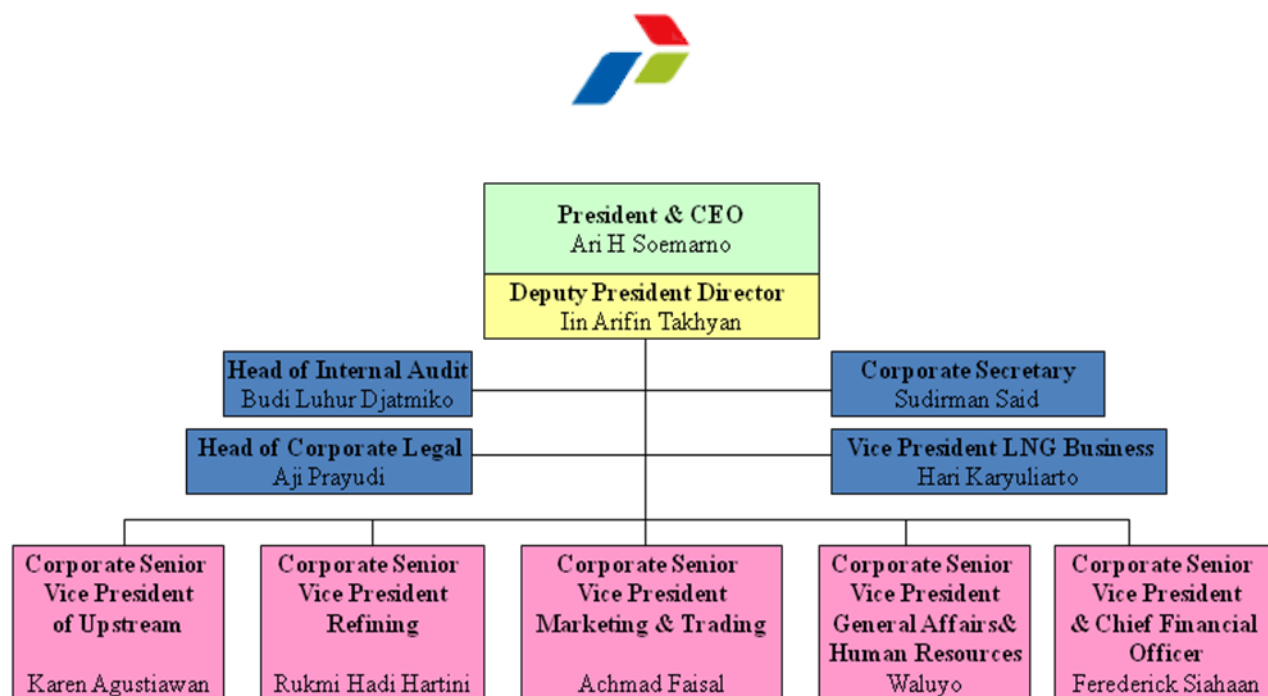 President & CEO
Ari H Soemarno
Deputy President Director
Iin Arifin Takhyan
Head of Internal Audit
Budi Luhur Djatmiko
Corporate Secretary
Sudirman Said
Head of Corporate Legal
Aji Prayudi
Vice President LNG Business
Hari Karyuliarto
Corporate Senior
Vice President
of Upstream
Karen Agustiawan
Corporate Senior
Vice President
Refining
Rukmi Hadi Hartini
Corporate Senior
Vice President
Marketing & Trading
Achmad Faisal
Corporate Senior
Vice President
General Affairs&
Human Resources
Waluyo
Corporate Senior
Vice President
& Chief Financial
Officer
Ferederick Siahaan